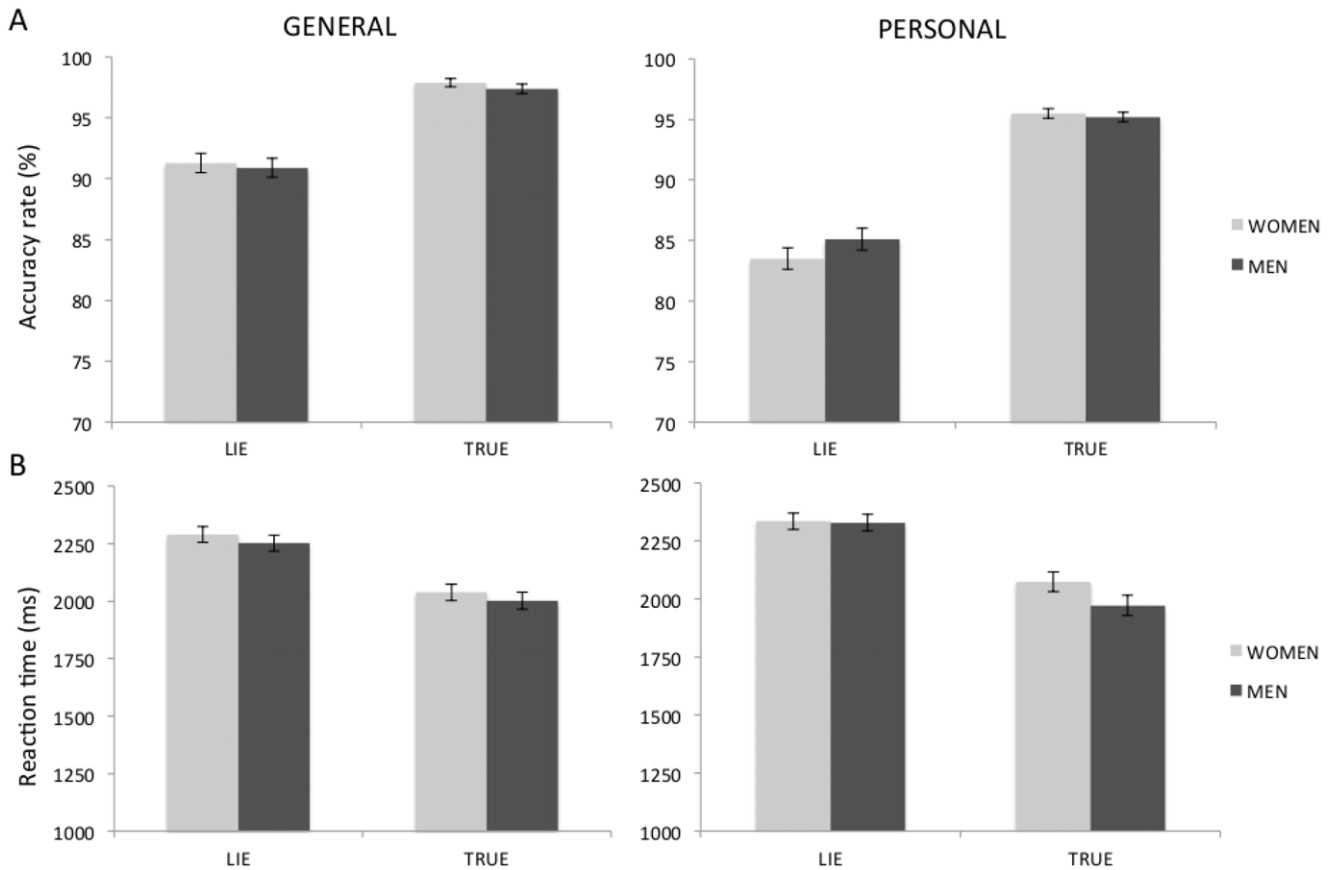 A
GENERAL
PERSONAL
Accuracy rate (%)
100
95
90
85
80
75
70
LIE
TRUE
100
95
90
85
80
75
70
LIE
TRUE
WOMEN
MEN
B
Reaction time (ms)
2500
2250
2000
1750
1500
1250
1000
LIE
TRUE
2500
2250
2000
1750
1500
1250
1000
LIE
TRUE
WOMEN
MEN